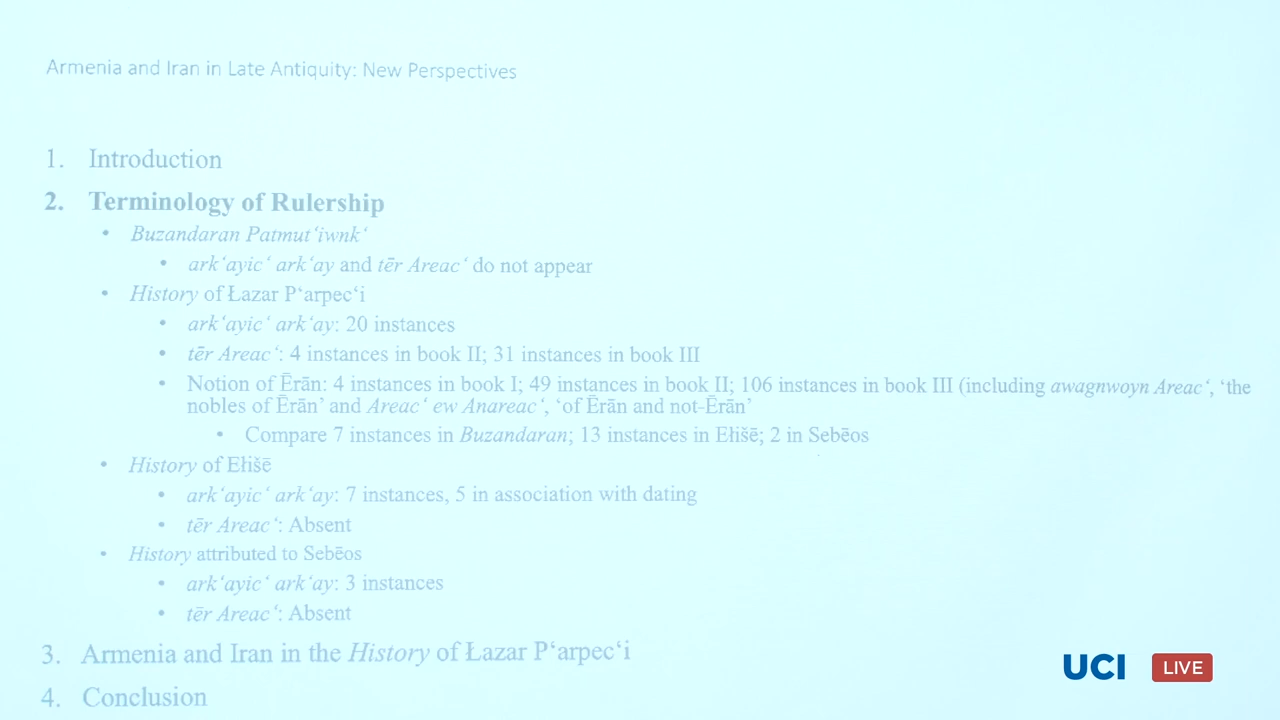 Armenia and Iran in Late Antiquity: New Perspectives
1. Introduction
2. Terminology of Rulership
• Buzandaran Patmut‘iwnk‘
• ark‘ayic‘ ark‘ay and tēr Areac‘ do not appear
• History of Łazar P‘arpec‘i
• ark‘ayic‘ ark‘ay: 20 instances
• tēr Areac‘: 4 instances in book II; 31 instances in book III
• Notion of Ērān: 4 instances in book I; 49 instances in book II; 106 instances in book III (including awagnwoyn Areac‘, ‘the
nobles of Ērān’ and Areac‘ ew Anareac‘, ‘of Ērān and not-Ērān’
• Compare 7 instances in Buzandaran; 13 instances in Ełišē; 2 in Sebēos
• History of Ełišē
• ark‘ayic‘ ark‘ay: 7 instances, 5 in association with dating
• tēr Areac‘: Absent
• History attributed to Sebēos
• ark‘ayic‘ ark‘ay: 3 instances
• tēr Areac‘: Absent
3. Armenia and Iran in the History of Łazar P‘arpec‘i
4. Conclusion
UCI LIVE